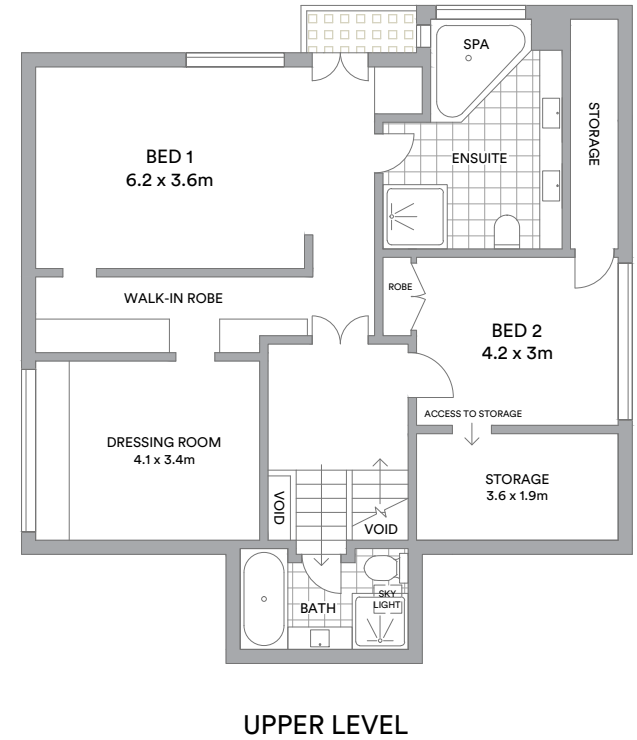 SPA
STORAGE
BED 1
6.2 x 3.6m
ENSUITE
WALK-IN ROBE
ROBE
BED 2
4.2 x 3m
ACCESS TO STORAGE
DRESSING ROOM
4.1 x 3.4m
STORAGE
3.6 x 1.9m
VOID
VOID
SKY
LIGHT
BATH
UPPER LEVEL